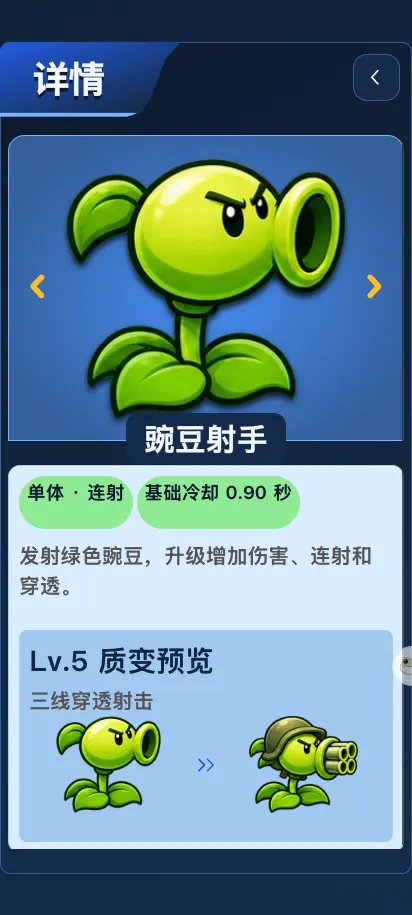 详情
豌豆射手
单体 · 连射
基础冷却 0.90 秒
发射绿色豌豆，升级增加伤害、连射和
穿透。
Lv.5 质变预览
三线穿透射击